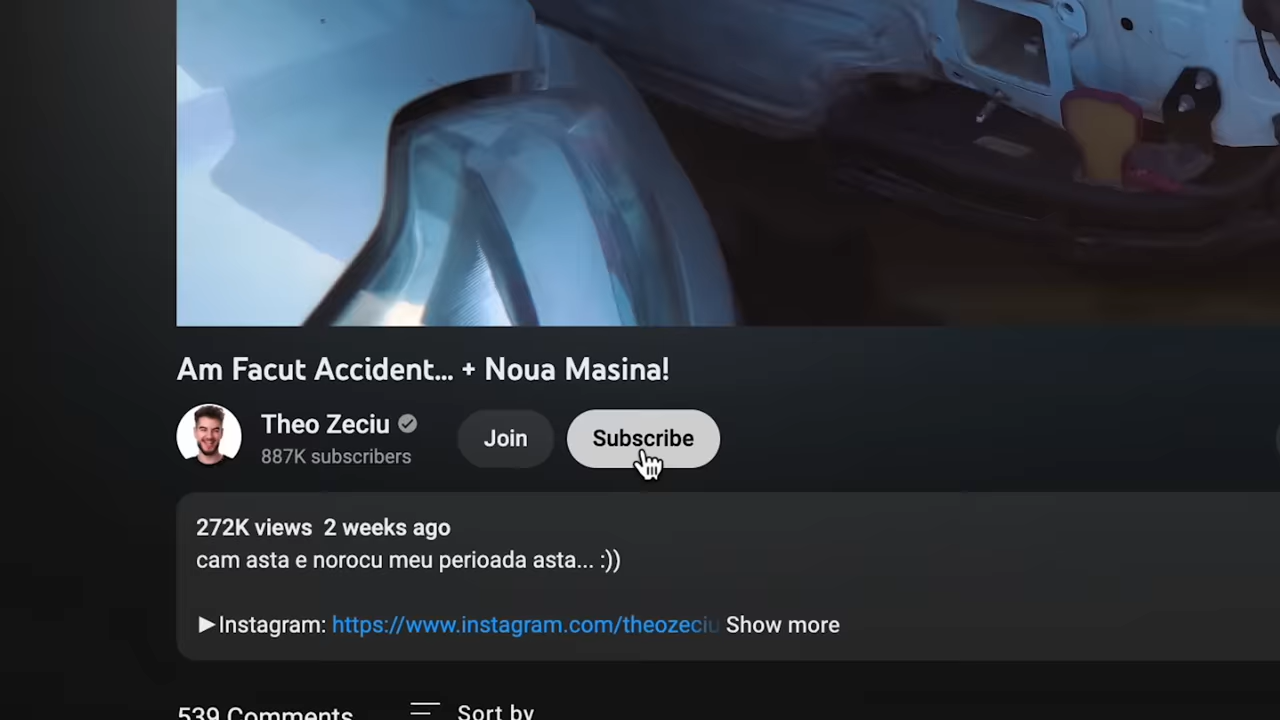 Am Facut Accident... + Noua Masina!
Theo Zeciu
887K subscribers
Join
Subscribe
272K views 2 weeks ago
cam asta e norocu meu perioada asta... :))
►Instagram: https://www.instagram.com/theozeciu Show more
539 Comments
Sort by